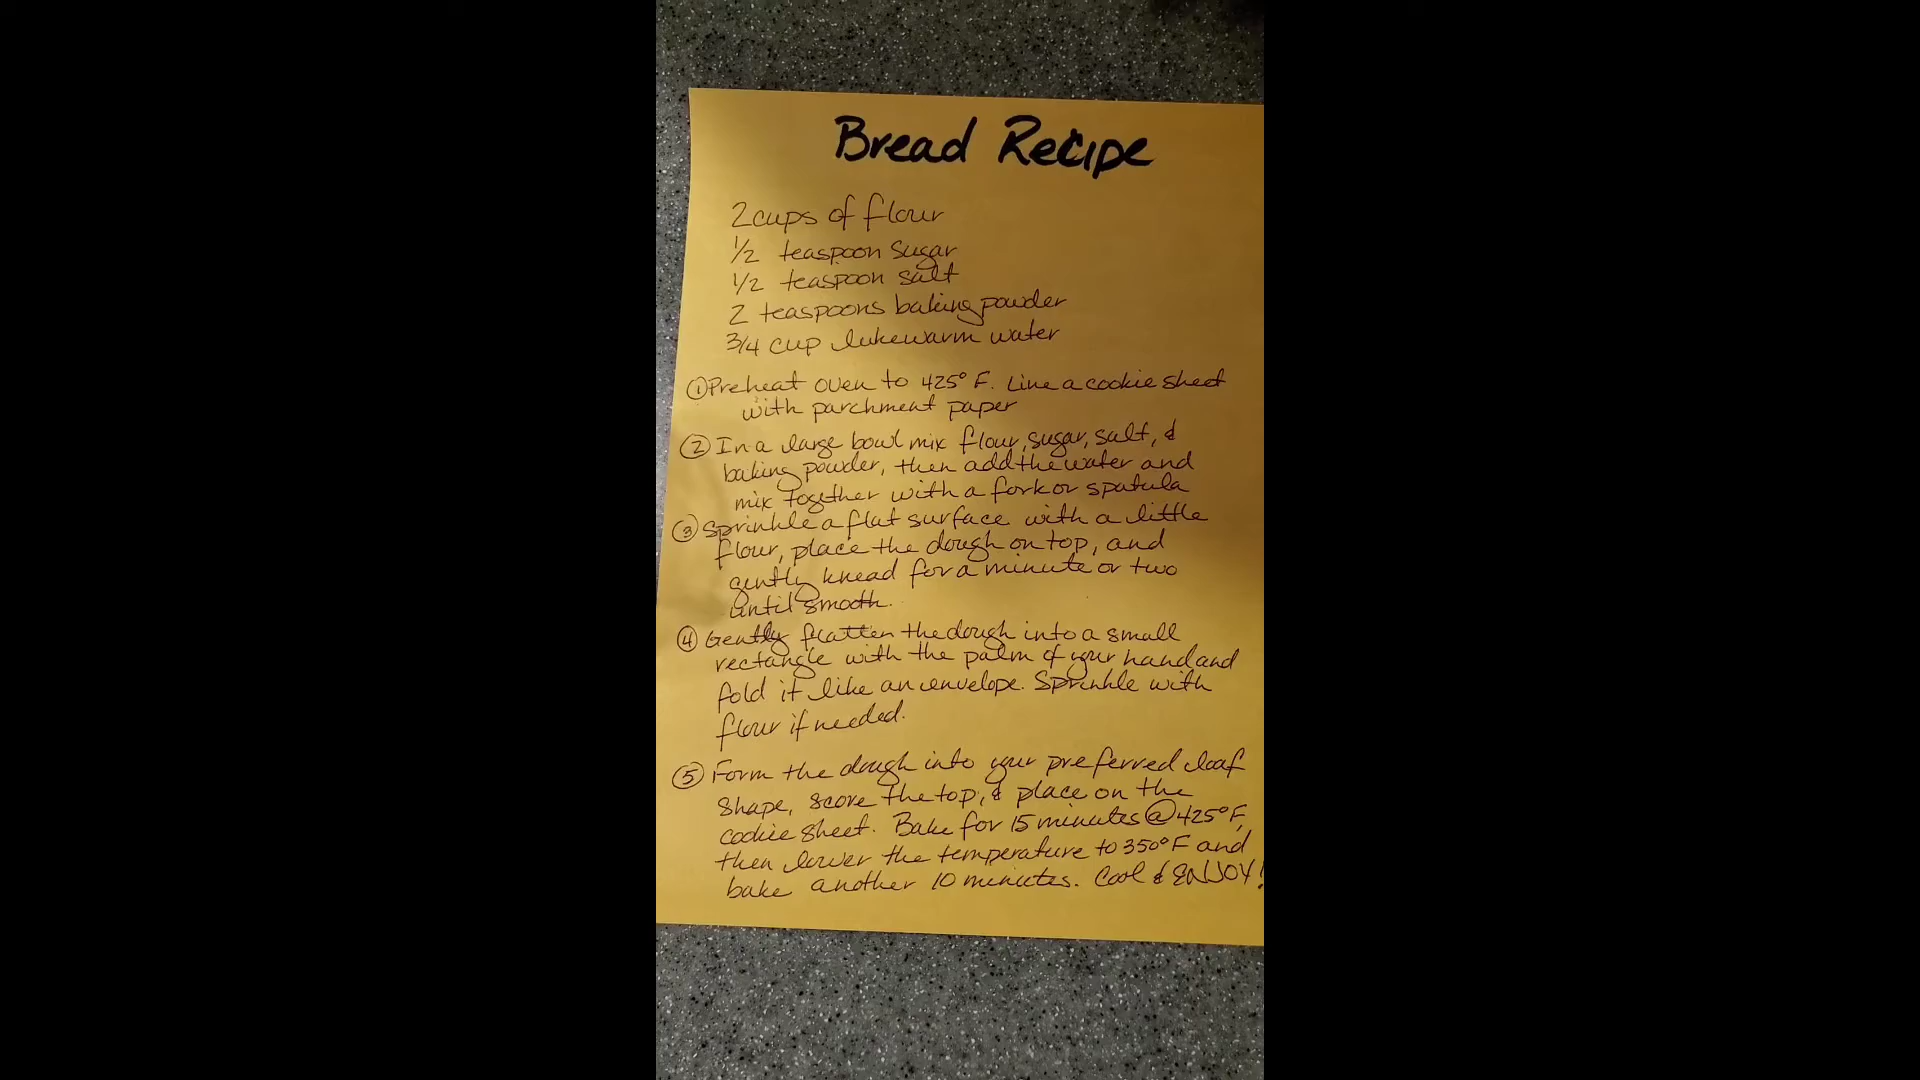 Bread Recipe
2 cups of flour
1/2 teaspoon sugar
1/2 teaspoon salt
2 teaspoons baking powder
3/4 cup lukewarm water
① Preheat oven to 425° F. Line a cookie sheet
with parchment paper
② In a large bowl mix flour, sugar, salt, &
baking powder, then add the water and
mix together with a fork or spatula
③ Sprinkle a flat surface with a little
flour, place the dough on top, and
gently knead for a minute or two
until smooth.
④ Gently flatten the dough into a small
rectangle with the palm of your hand and
fold it like an envelope. Sprinkle with
flour if needed.
⑤ Form the dough into your preferred loaf
shape, score the top, & place on the
cookie sheet. Bake for 15 minutes @ 425° F,
then lower the temperature to 350° F and
bake another 10 minutes. Cool & ENJOY!